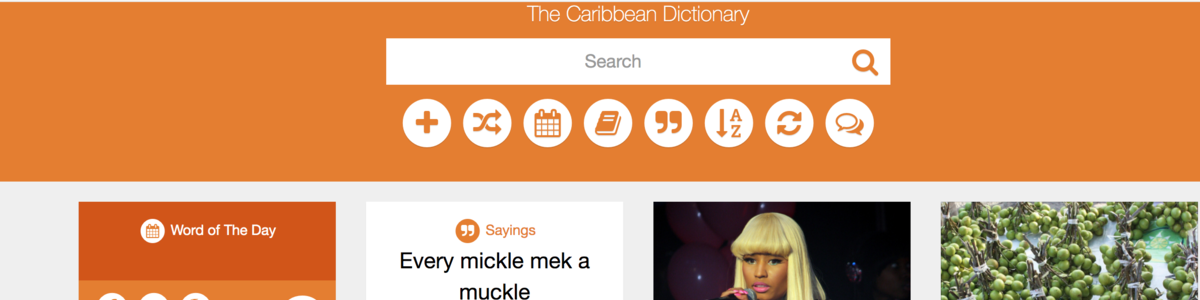 The Caribbean Dictionary
Search
A
Z
Word of The Day
Sayings
Every mickle mek a
muckle